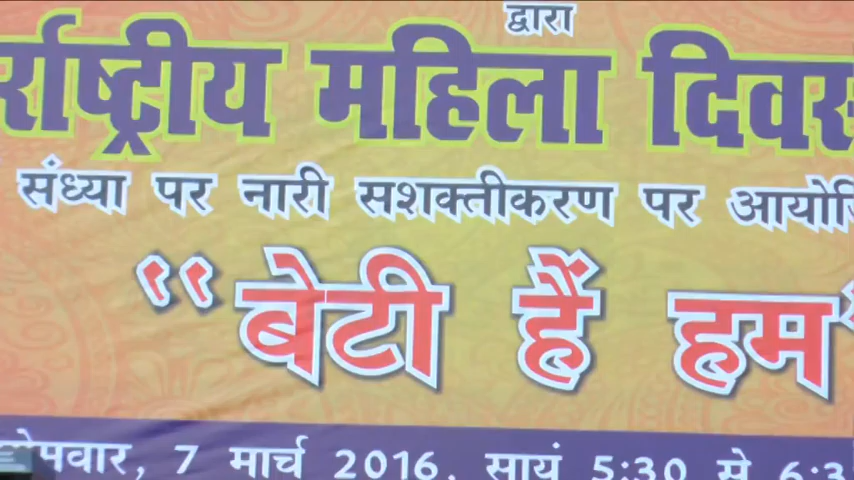 द्वारा
र्राष्ट्रीय महिला दिवस
संध्या पर नारी सशक्तीकरण पर आयोजि
“बेटी हैं हम”
सोमवार, 7 मार्च 2016, सायं 5:30 से 6:3